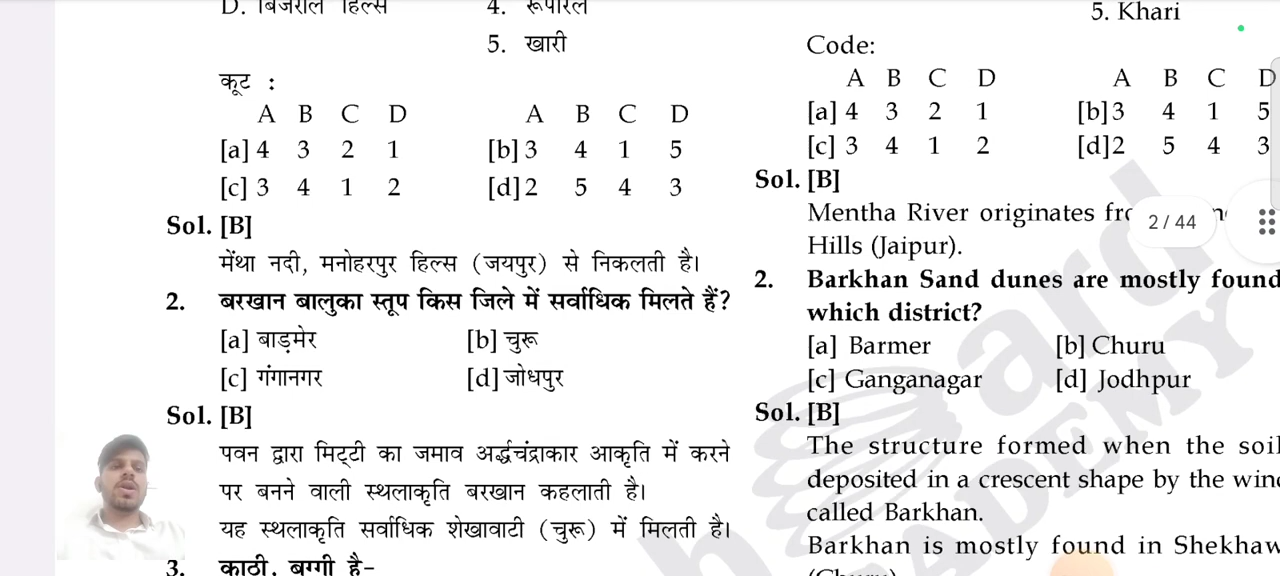 D. बिजराल हिल्स 4. रूपारेल
5. खारी
कूट :
A B C D A B C D
[a] 4 3 2 1 [b] 3 4 1 5
[c] 3 4 1 2 [d] 2 5 4 3
Sol. [B]
मेंथा नदी, मनोहरपुर हिल्स (जयपुर) से निकलती है।
2. बरखान बालुका स्तूप किस जिले में सर्वाधिक मिलते हैं?
[a] बाड़मेर [b] चुरू
[c] गंगानगर [d] जोधपुर
Sol. [B]
पवन द्वारा मिट्टी का जमाव अर्द्धचंद्राकार आकृति में करने
पर बनने वाली स्थलाकृति बरखान कहलाती है।
यह स्थलाकृति सर्वाधिक शेखावाटी (चुरू) में मिलती है।
3. काठी, बग्गी है-
5. Khari
Code:
A B C D A B C D
[a] 4 3 2 1 [b] 3 4 1 5
[c] 3 4 1 2 [d] 2 5 4 3
Sol. [B]
Mentha River originates
Hills (Jaipur).
2 / 44
2. Barkhan Sand dunes are mostly found
which district?
[a] Barmer [b] Churu
[c] Ganganagar [d] Jodhpur
Sol. [B]
The structure formed when the soil
deposited in a crescent shape by the
called Barkhan.
Barkhan is mostly found in
ACADEMY